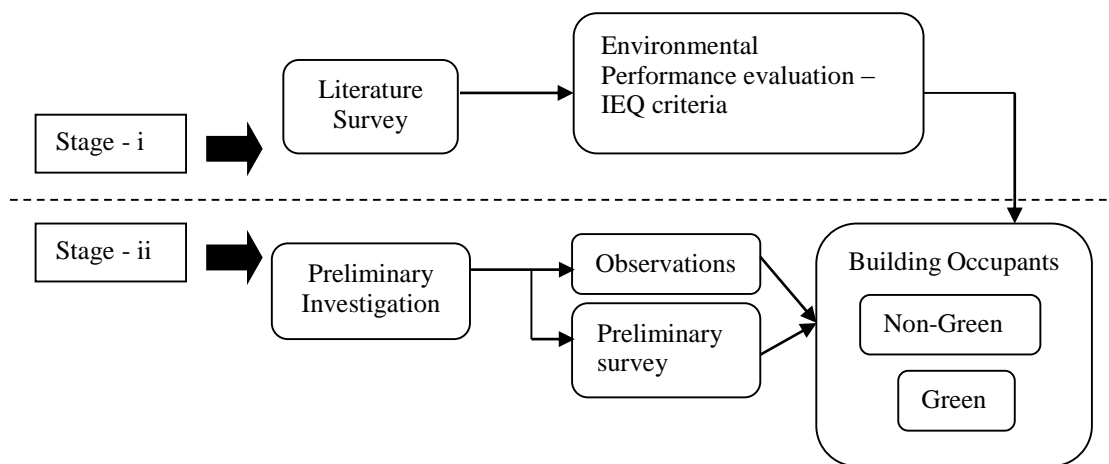 Stage - i
Literature
Survey
Environmental
Performance evaluation –
IEQ criteria
Stage - ii
Preliminary
Investigation
Observations
Preliminary
survey
Building Occupants
Non-Green
Green